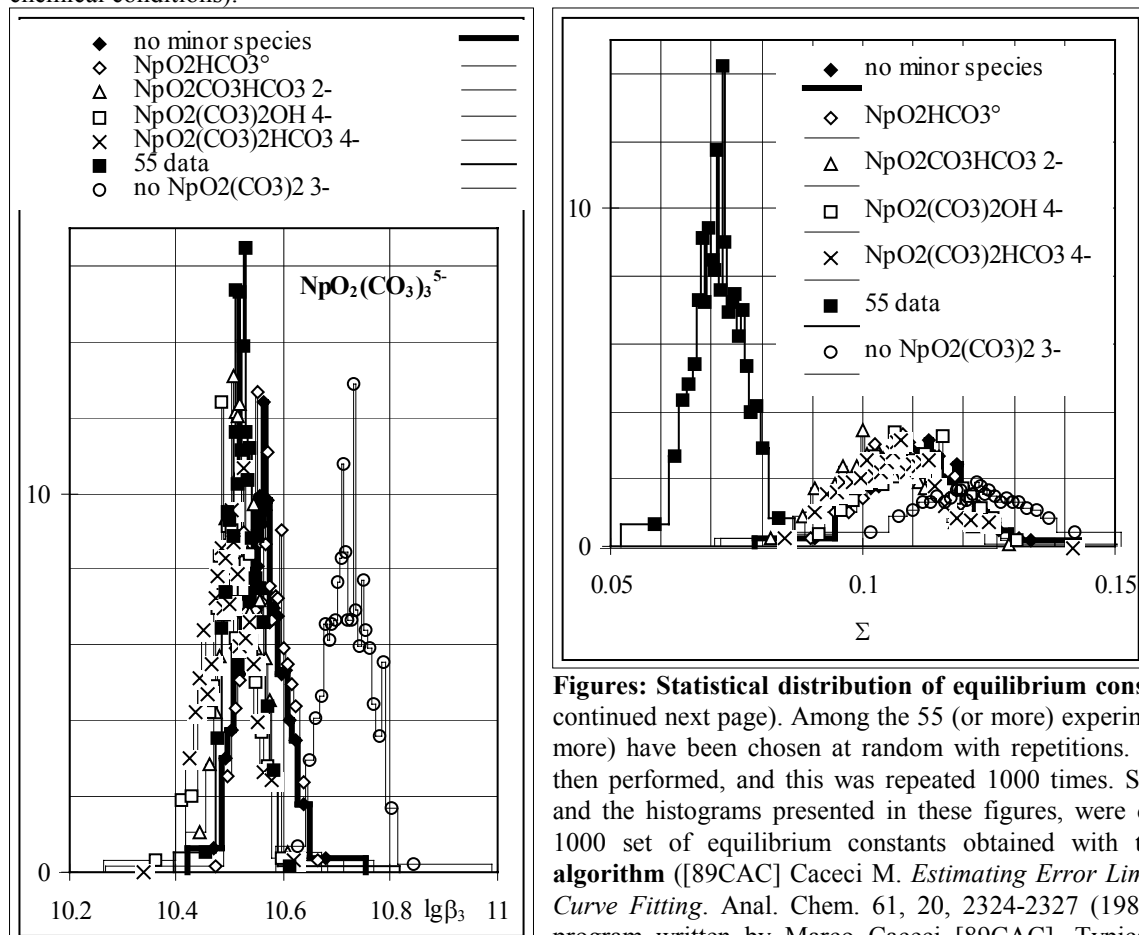 chemical conditions).
no minor species
NpO2HCO3°
NpO2CO3HCO3 2-
NpO2(CO3)2OH 4-
NpO2(CO3)2HCO3 4-
55 data
no NpO2(CO3)2 3-
NpO₂(CO₃)₃⁵⁻
10
0
10.2
10.4
10.6
10.8
11
lgβ₃
no minor species
NpO2HCO3°
NpO2CO3HCO3 2-
NpO2(CO3)2OH 4-
NpO2(CO3)2HCO3 4-
55 data
no NpO2(CO3)2 3-
10
0
0.05
0.1
0.15
Σ
Figures: Statistical distribution of equilibrium cons
continued next page). Among the 55 (or more) experim
more) have been chosen at random with repetitions.
then performed, and this was repeated 1000 times. S
and the histograms presented in these figures, were
1000 set of equilibrium constants obtained with t
algorithm ([89CAC] Caceci M. Estimating Error Lim
Curve Fitting. Anal. Chem. 61, 20, 2324-2327 (198
program written by Marco Caceci [89CAC]. Typic